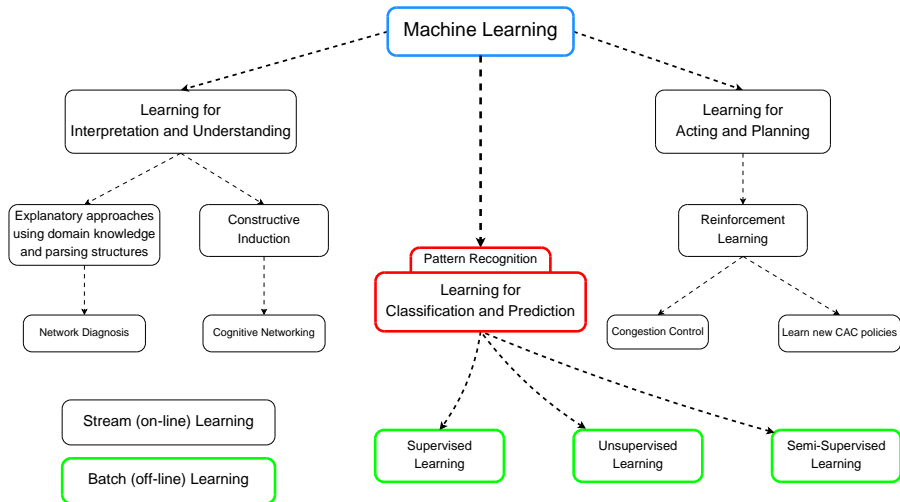 Machine Learning
Learning for
Interpretation and Understanding
Learning for
Acting and Planning
Explanatory approaches
using domain knowledge
and parsing structures
Constructive
Induction
Reinforcement
Learning
Pattern Recognition
Learning for
Classification and Prediction
Network Diagnosis
Cognitive Networking
Congestion Control
Learn new CAC policies
Stream (on-line) Learning
Batch (off-line) Learning
Supervised
Learning
Unsupervised
Learning
Semi-Supervised
Learning